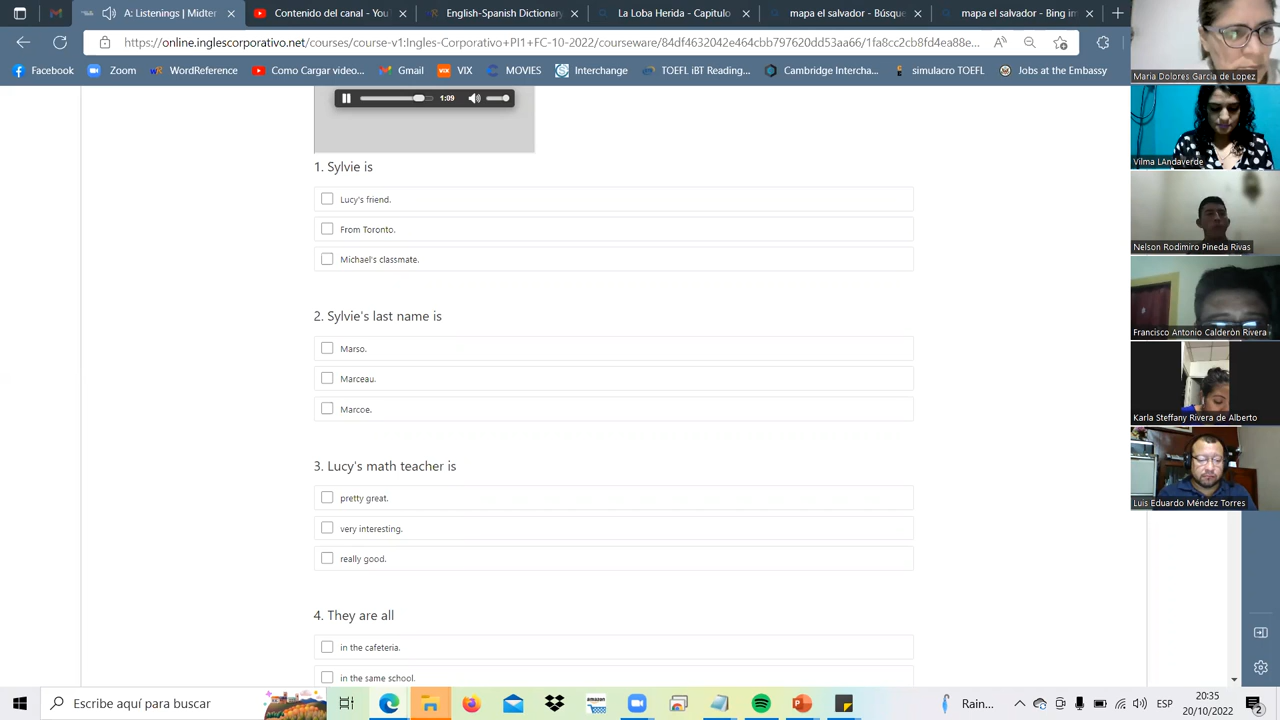 A: Listenings | Midter
Contenido del curso - You
English-Spanish Dictionary
La Loba Herida - Capítulo
mapa el salvador - Búsque
mapa el salvador - Bing im
https://online.inglescorporativo.net/courses/course-v1:Ingles-Corporativo+PI1+FC-10-2022/courseware/84df4632042e464cbb797620dd53aa66/1fa8cc2cb8fd4ea88e...
Facebook
Zoom
WordReference
Como Cargar video...
Gmail
VIX
MOVIES
Interchange
TOEFL iBT Reading...
Cambridge Intercha...
simulacro TOEFL
Jobs at the Embassy
Maria Dolores Garcia de Lopez
1:09
1. Sylvie is
Lucy's friend.
From Toronto.
Michael's classmate.
Vilma LAndaverde
Nelson Rodimiro Pineda Rivas
2. Sylvie's last name is
Marso.
Marceau.
Marcoe.
Francisco Antonio Calderón Rivera
Karla Steffany Rivera de Alberto
3. Lucy's math teacher is
pretty great.
very interesting.
really good.
Luis Eduardo Méndez Torres
4. They are all
in the cafeteria.
in the same school.
Escribe aquí para buscar
amazon
Rain...
ESP
20:35
20/10/2022
2